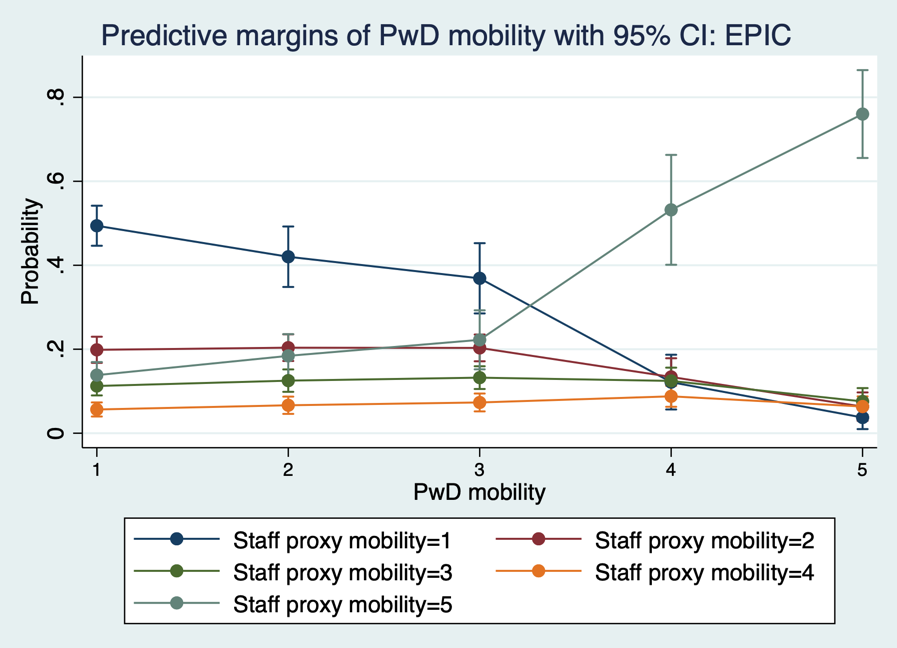 Predictive margins of PwD mobility with 95% CI: EPIC
Probability
.8
.6
.4
.2
0
1 2 3 4 5
PwD mobility
Staff proxy mobility=1 Staff proxy mobility=2
Staff proxy mobility=3 Staff proxy mobility=4
Staff proxy mobility=5